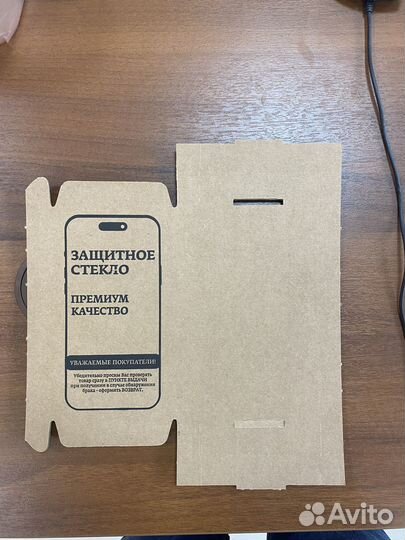 ЗАЩИТНОЕ
СТЕКЛО
ПРЕМИУМ
КАЧЕСТВО
УВАЖАЕМЫЕ ПОКУПАТЕЛИ!
Убедительно просим Вас проверить
товар сразу в ПУНКТЕ ВЫДАЧИ
при получении и в случае обнаружения
брака - оформить ВОЗВРАТ.
Avito